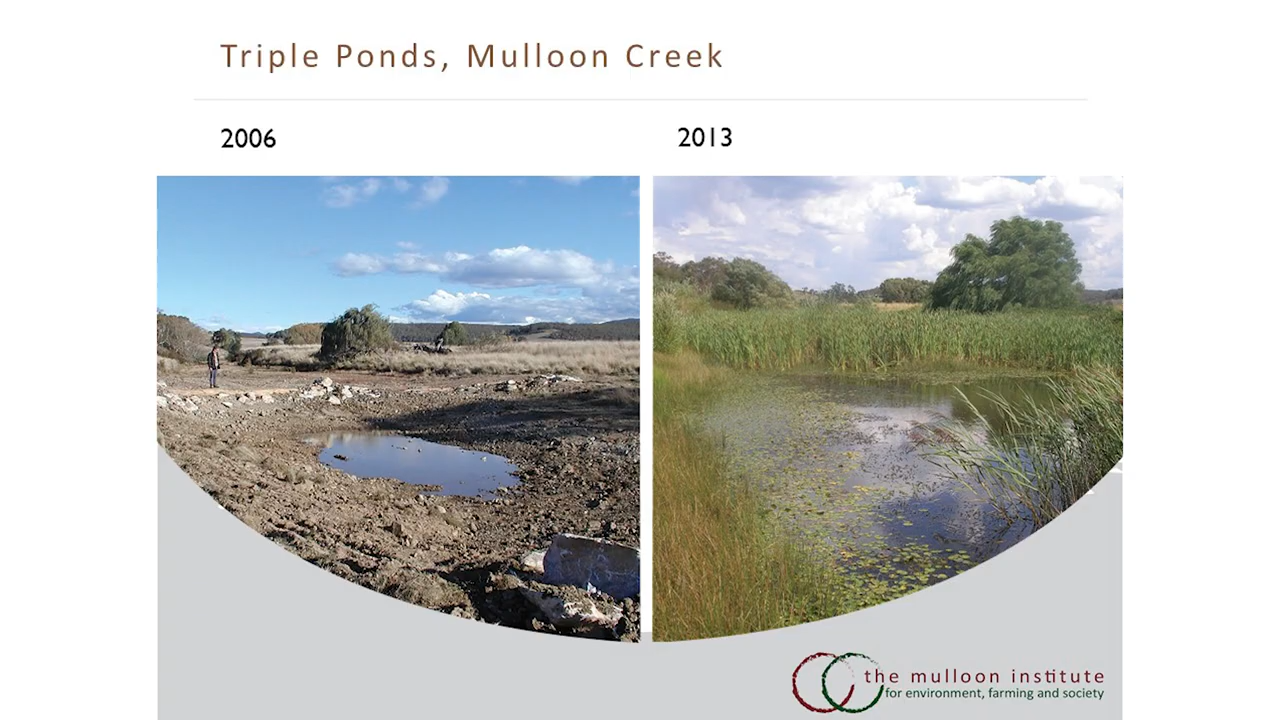 Triple Ponds, Mulloon Creek
2006
2013
the mulloon institute
for environment, farming and society